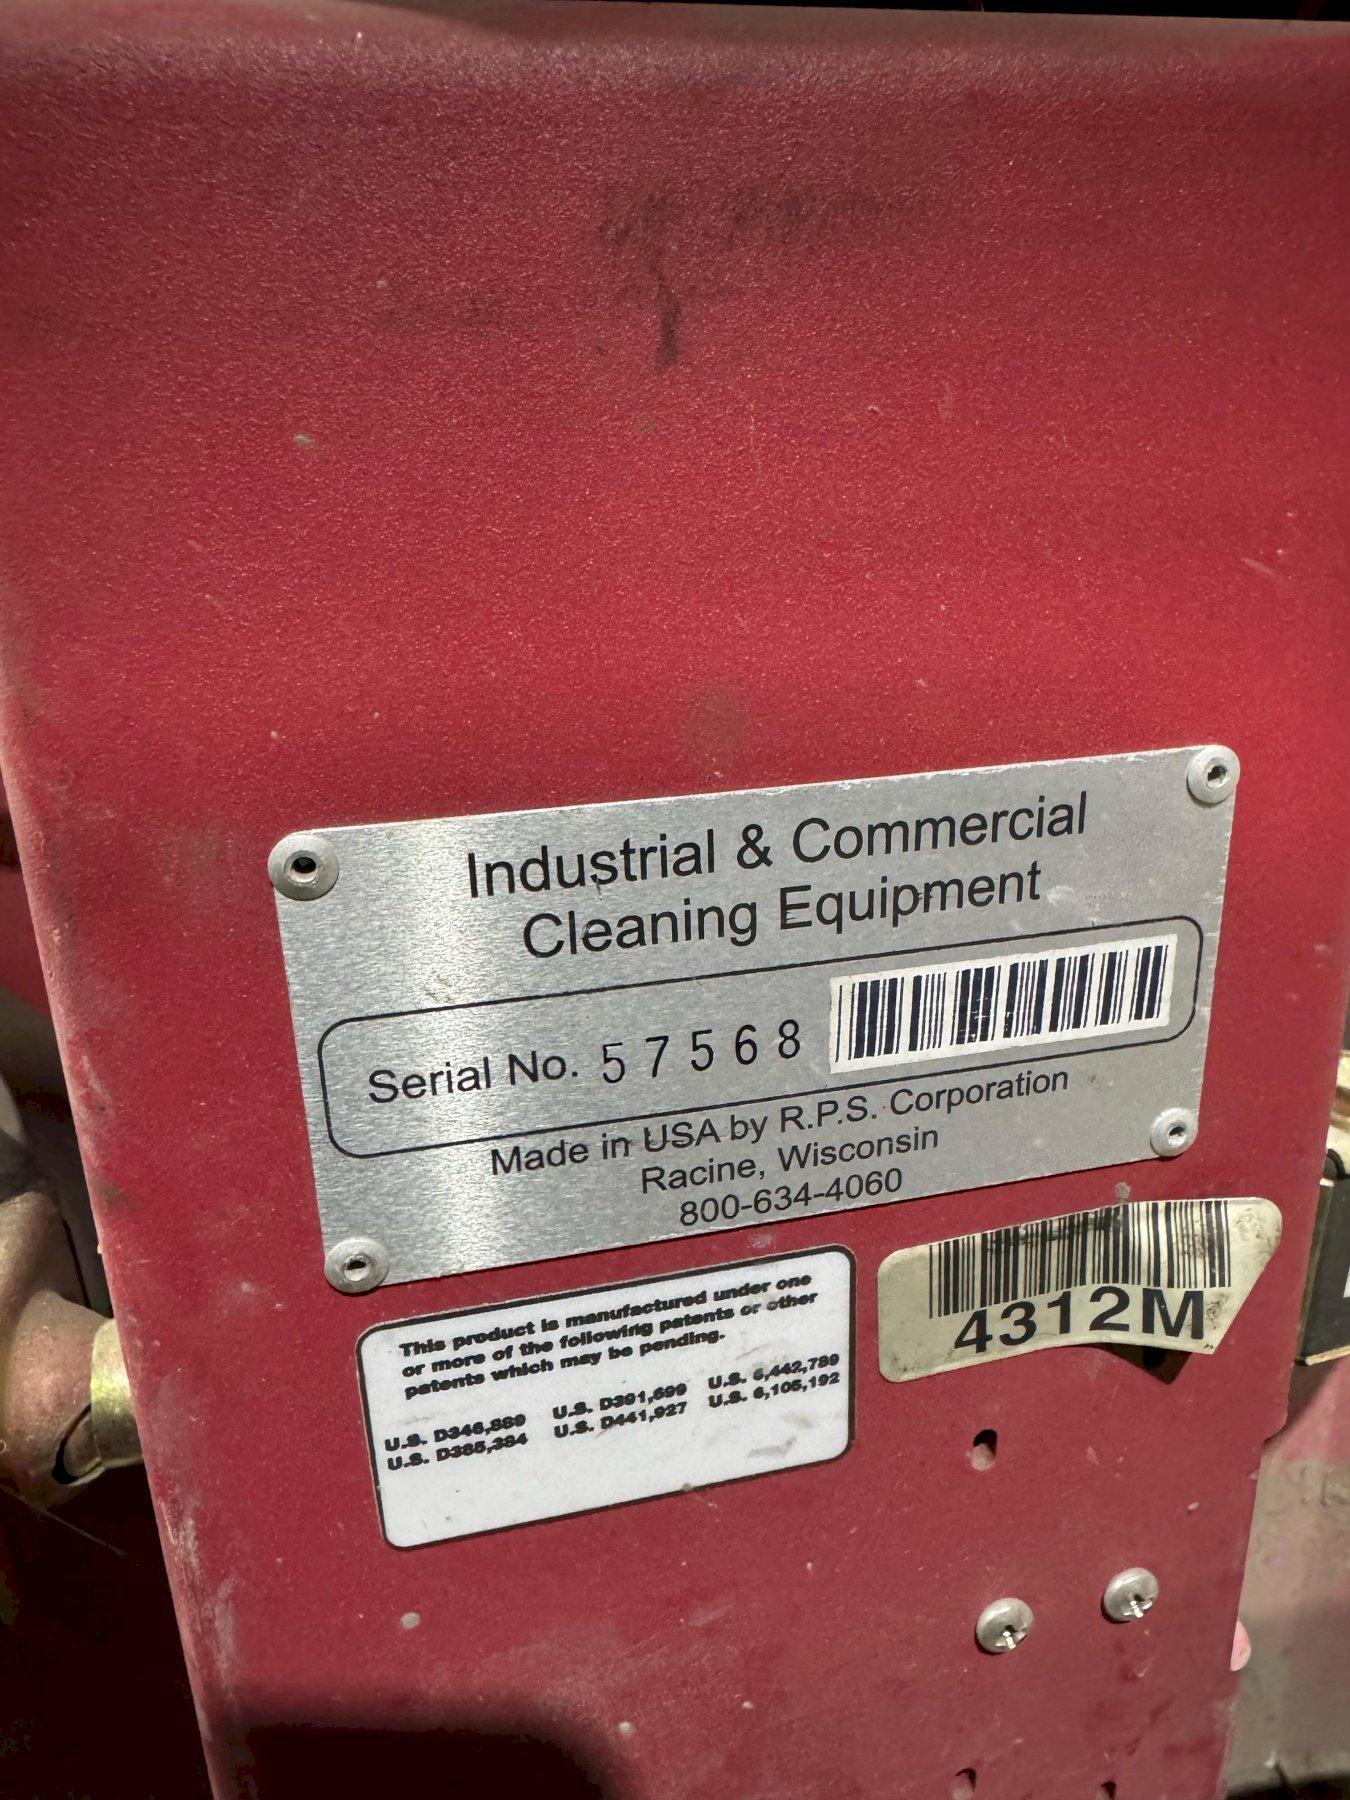 Industrial & Commercial
Cleaning Equipment
Serial No. 57568
Made in USA by R.P.S. Corporation
Racine, Wisconsin
800-634-4060
4312M
This product is manufactured under one
or more of the following patents or other
patents which may be pending.
U.S. D346,889 U.S. D391,699 U.S. 6,442,789
U.S. D385,384 U.S. D441,927 U.S. 6,105,192